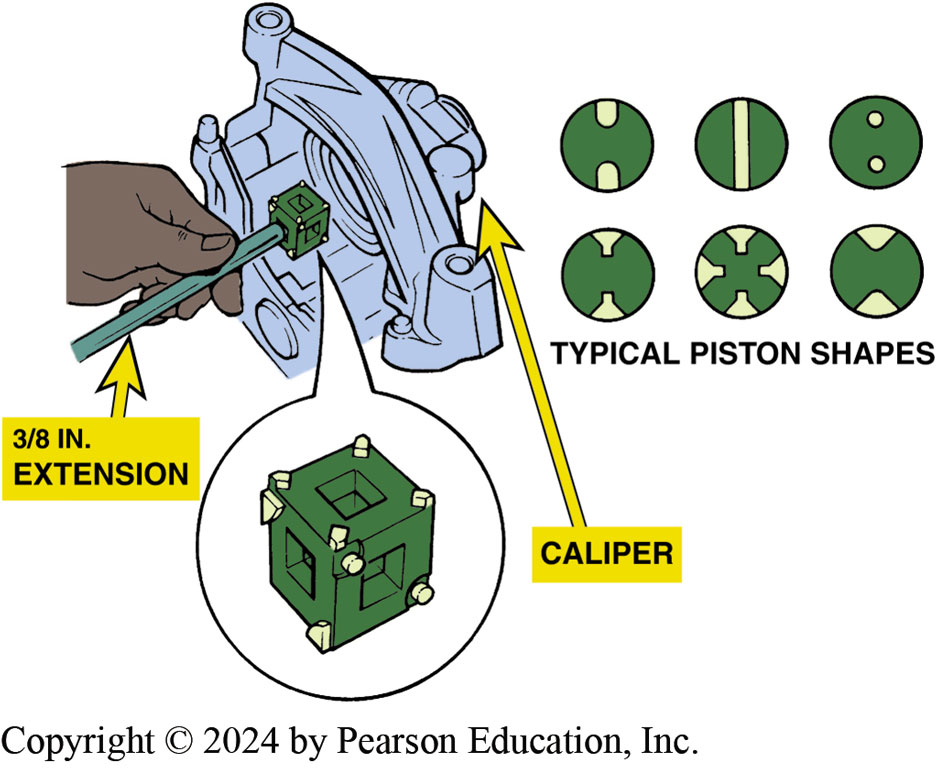 TYPICAL PISTON SHAPES
3/8 IN.
EXTENSION
CALIPER
Copyright © 2024 by Pearson Education, Inc.